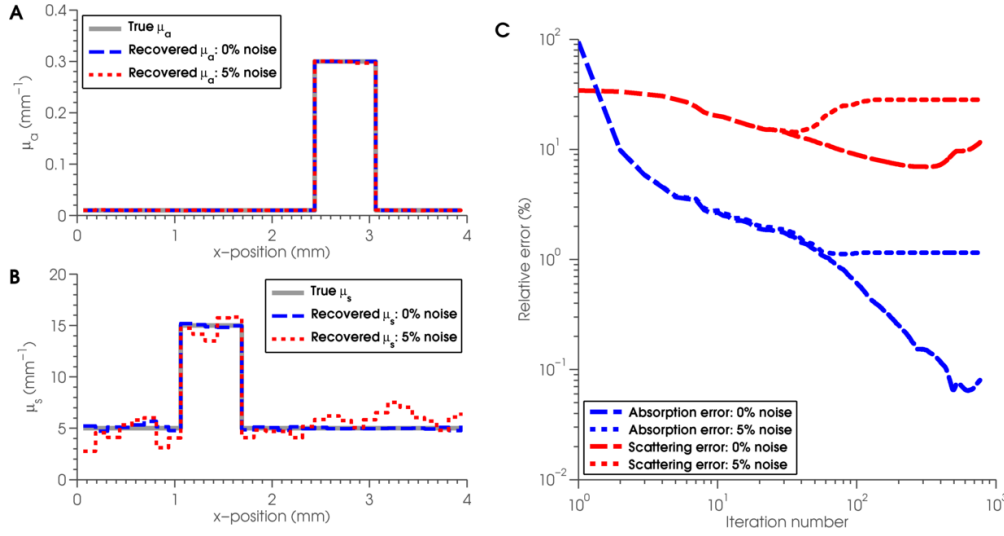 A
0.4
0.3
0.2
0.1
0
μa (mm−1)
True μa
Recovered μa: 0% noise
Recovered μa: 5% noise
0 1 2 3 4
x−position (mm)
B
20
15
10
5
0
μs (mm−1)
True μs
Recovered μs: 0% noise
Recovered μs: 5% noise
0 1 2 3 4
x−position (mm)
C
10²
10¹
10⁰
10⁻¹
10⁻²
Relative error (%)
Absorption error: 0% noise
Absorption error: 5% noise
Scattering error: 0% noise
Scattering error: 5% noise
10⁰ 10¹ 10² 10³
Iteration number